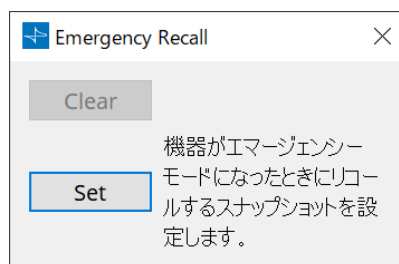 Emergency Recall
Clear
Set
機器がエマージェンシー
モードになったときにリコー
ルするスナップショットを設
定します。